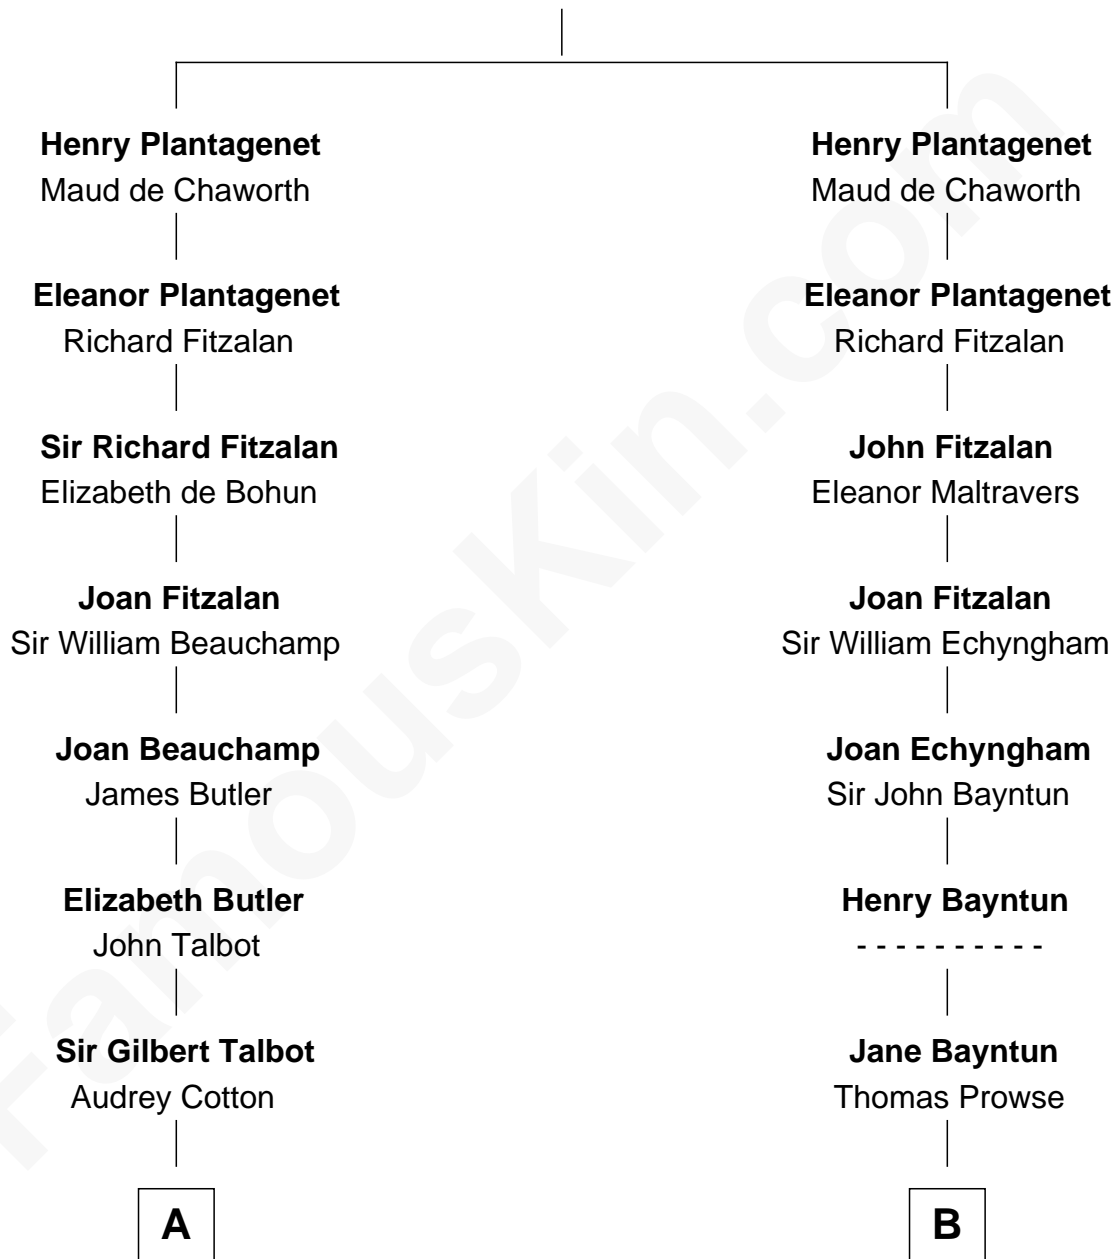 Henry Plantagenet
Maud de Chaworth
Eleanor Plantagenet
Richard Fitzalan
Sir Richard Fitzalan
Elizabeth de Bohun
Joan Fitzalan
Sir William Beauchamp
Joan Beauchamp
James Butler
Elizabeth Butler
John Talbot
Sir Gilbert Talbot
Audrey Cotton
A
Henry Plantagenet
Maud de Chaworth
Eleanor Plantagenet
Richard Fitzalan
John Fitzalan
Eleanor Maltravers
Joan Fitzalan
Sir William Echyngham
Joan Echyngham
Sir John Bayntun
Henry Bayntun
- - - - - - - - - -
Jane Bayntun
Thomas Prowse
B
FamousKin.com